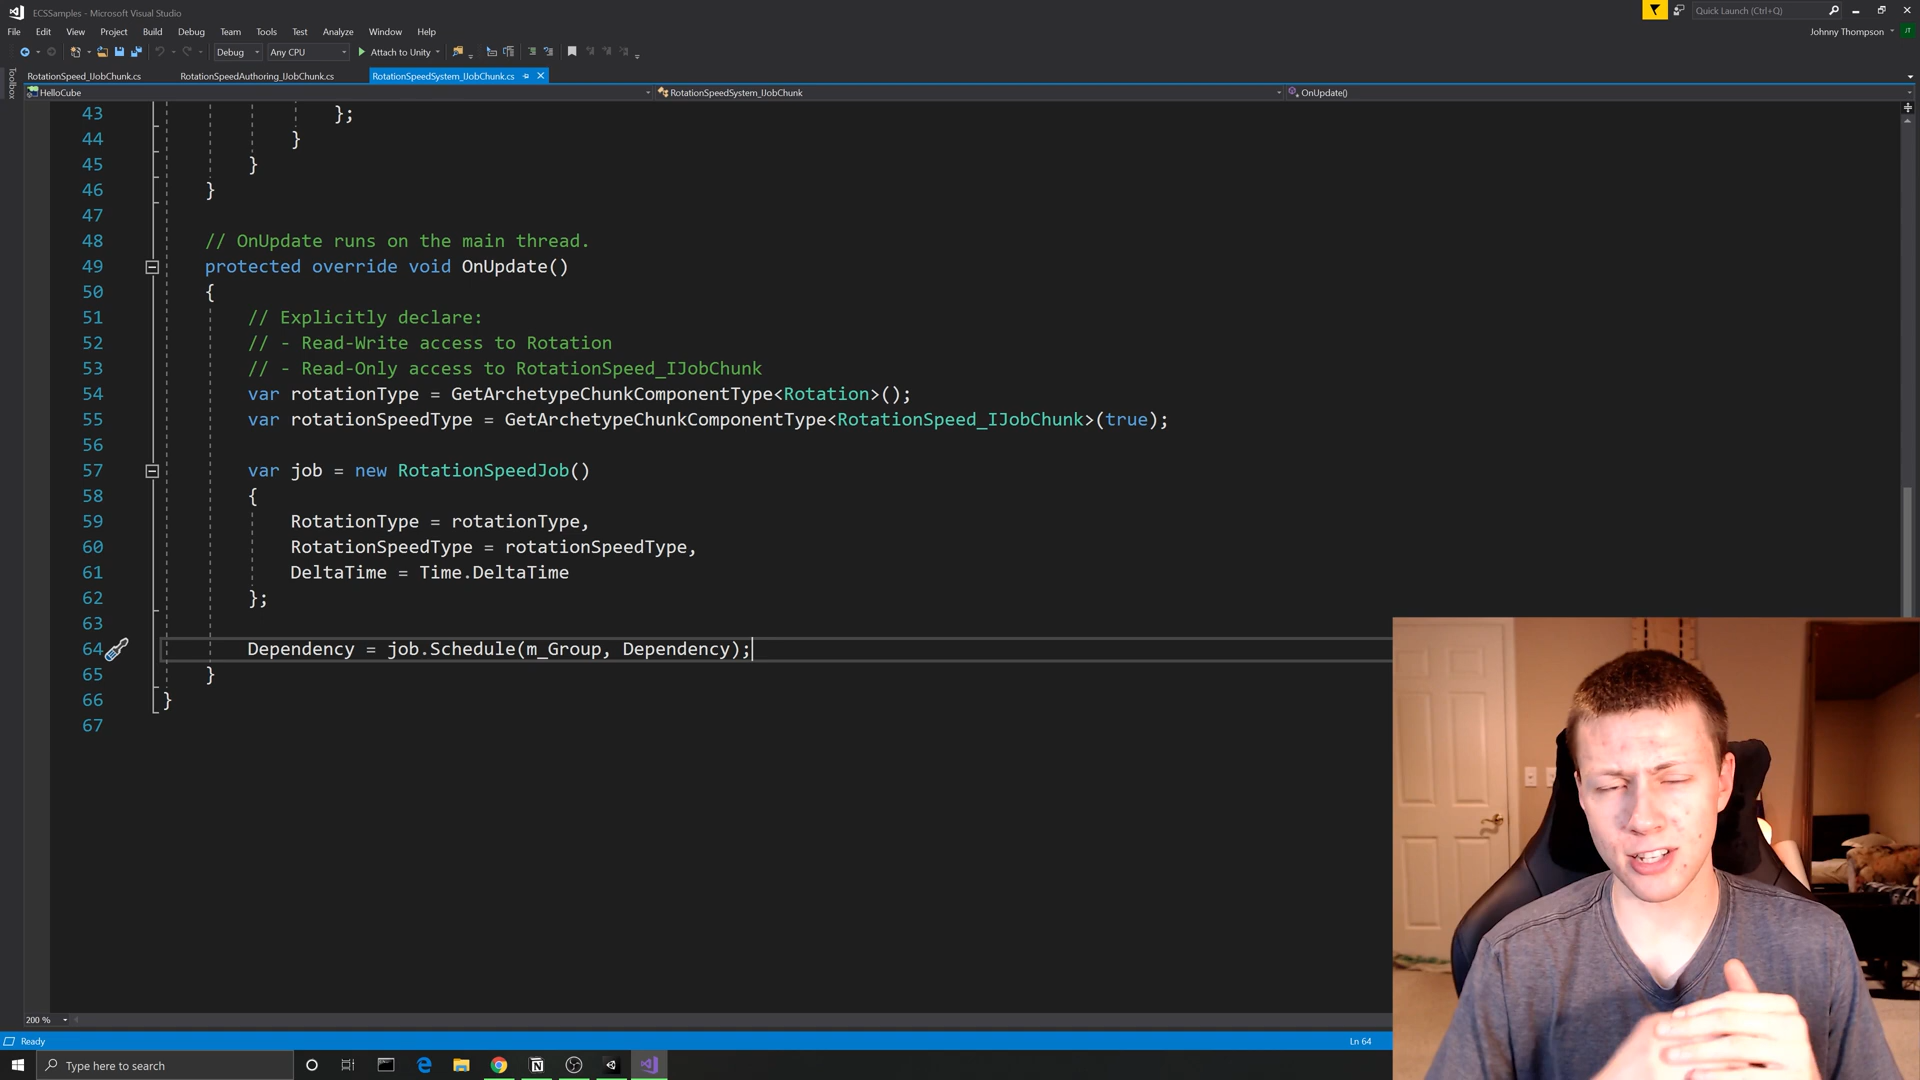 ECSSamples - Microsoft Visual Studio
Quick Launch (Ctrl+Q)
File Edit View Project Build Debug Team Tools Test Analyze Window Help
Johnny Thompson JT
Debug Any CPU Attach to Unity
Toolbox
RotationSpeed_IJobChunk.cs RotationSpeedAuthoring_IJobChunk.cs RotationSpeedSystem_IJobChunk.cs
HelloCube RotationSpeedSystem_IJobChunk OnUpdate()
43 };
44 }
45 }
46 }
47
48 // OnUpdate runs on the main thread.
49 protected override void OnUpdate()
50 {
51 // Explicitly declare:
52 // - Read-Write access to Rotation
53 // - Read-Only access to RotationSpeed_IJobChunk
54 var rotationType = GetArchetypeChunkComponentType<Rotation>();
55 var rotationSpeedType = GetArchetypeChunkComponentType<RotationSpeed_IJobChunk>(true);
56
57 var job = new RotationSpeedJob()
58 {
59 RotationType = rotationType,
60 RotationSpeedType = rotationSpeedType,
61 DeltaTime = Time.DeltaTime
62 };
63
64 Dependency = job.Schedule(m_Group, Dependency);
65 }
66 }
67
200 %
Ready Ln 64
Type here to search